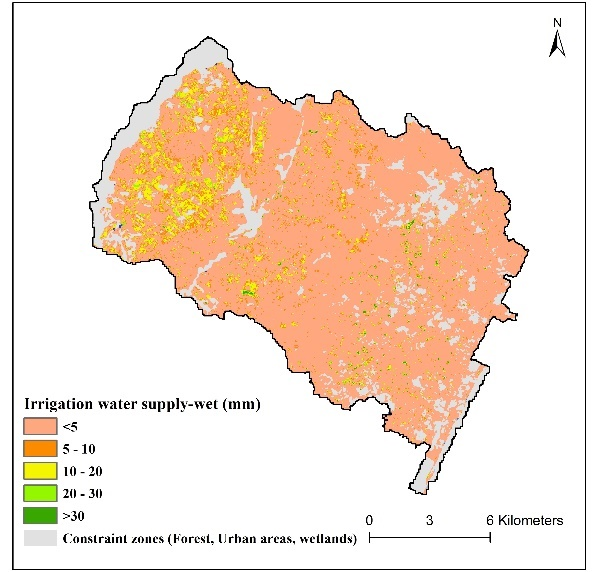 N
Irrigation water supply-wet (mm)
<5
5 - 10
10 - 20
20 - 30
>30
Constraint zones (Forest, Urban areas, wetlands)
0 3 6 Kilometers